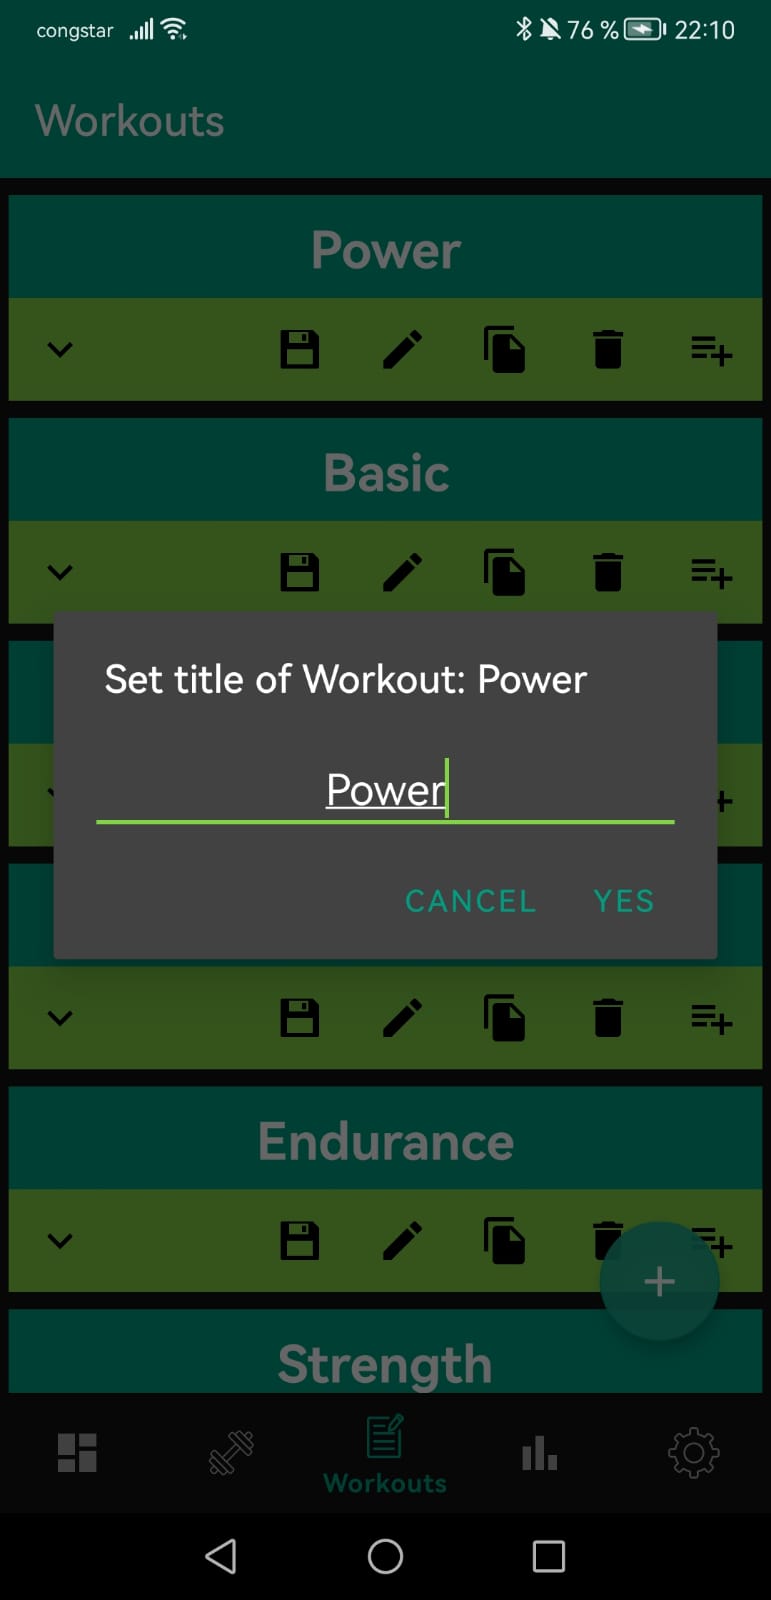 congstar 76 % 22:10
Workouts
Power
Basic
Set title of Workout: Power
Power
CANCEL YES
Endurance
Strength
Workouts